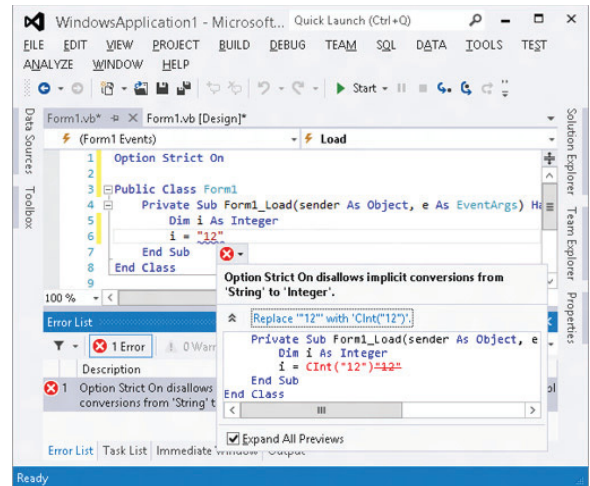 WindowsApplication1 - Microsoft... Quick Launch (Ctrl+Q)
FILE EDIT VIEW PROJECT BUILD DEBUG TEAM SQL DATA TOOLS TEST
ANALYZE WINDOW HELP
Start
Data Sources
Toolbox
Form1.vb* Form1.vb [Design]*
(Form1 Events) Load
1 Option Strict On
2
3 Public Class Form1
4 Private Sub Form1_Load(sender As Object, e As EventArgs) Ha
5 Dim i As Integer
6 i = "12"
7 End Sub
8 End Class
9
100 %
Option Strict On disallows implicit conversions from
'String' to 'Integer'.
Replace '"12"' with 'CInt("12")'.
Private Sub Form1_Load(sender As Object, e
Dim i As Integer
i = CInt("12")"12"
End Sub
End Class
Expand All Previews
Error List
1 Error 0 Warr
Description
1 Option Strict On disallows
conversions from 'String' t
Error List Task List Immediate Window Output
Ready
Solution Explorer
Team Explorer
Properties